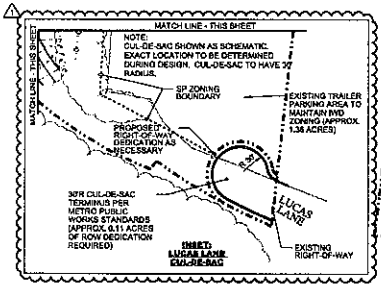 1
MATCH LINE - THIS SHEET
MATCH LINE - THIS SHEET
NOTE:
CUL-DE-SAC SHOWN AS SCHEMATIC.
EXACT LOCATION TO BE DETERMINED
DURING DESIGN. CUL-DE-SAC TO HAVE 30'
RADIUS.
SP ZONING
BOUNDARY
EXISTING TRAILER
PARKING AREA TO
MAINTAIN IWD
ZONING (APPROX.
1.36 ACRES)
PROPOSED
RIGHT-OF-WAY
DEDICATION AS
NECESSARY
R-30'
30'R CUL-DE-SAC
TERMINUS PER
METRO PUBLIC
WORKS STANDARDS
(APPROX. 0.11 ACRES
OF ROW DEDICATION
REQUIRED)
LUCAS
LANE
INSET:
LUCAS LANE
CUL-DE-SAC
EXISTING
RIGHT-OF-WAY